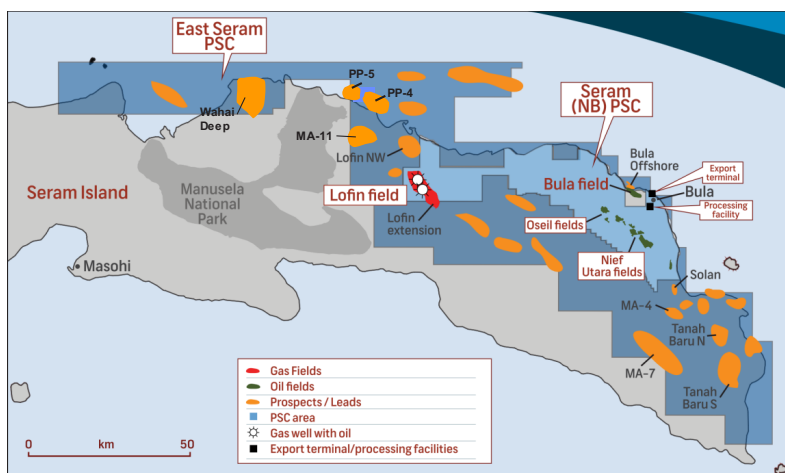 East Seram
PSC
PP-5
PP-4
Wahai
Deep
MA-11
Lofin NW
Seram
(NB) PSC
Bula
Offshore
Export
terminal
Bula field
Bula
Processing
facility
Seram Island
Manusela
National
Park
Lofin field
Lofin
extension
Oseil fields
Nief
Utara fields
Masohi
Solan
MA-4
Tanah
Baru N
MA-7
Tanah
Baru S
Gas Fields
Oil fields
Prospects / Leads
PSC area
Gas well with oil
Export terminal/processing facilities
0 km 50